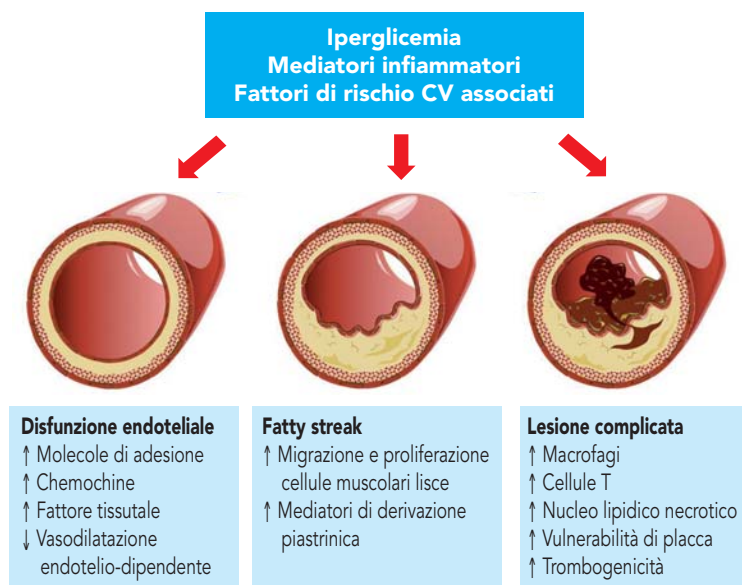 Iperglicemia
Mediatori infiammatori
Fattori di rischio CV associati
Disfunzione endoteliale
↑ Molecole di adesione
↑ Chemochine
↑ Fattore tissutale
↓ Vasodilatazione
endotelio-dipendente
Fatty streak
↑ Migrazione e proliferazione
cellule muscolari lisce
↑ Mediatori di derivazione
piastrinica
Lesione complicata
↑ Macrofagi
↑ Cellule T
↑ Nucleo lipidico necrotico
↑ Vulnerabilità di placca
↑ Trombogenicità